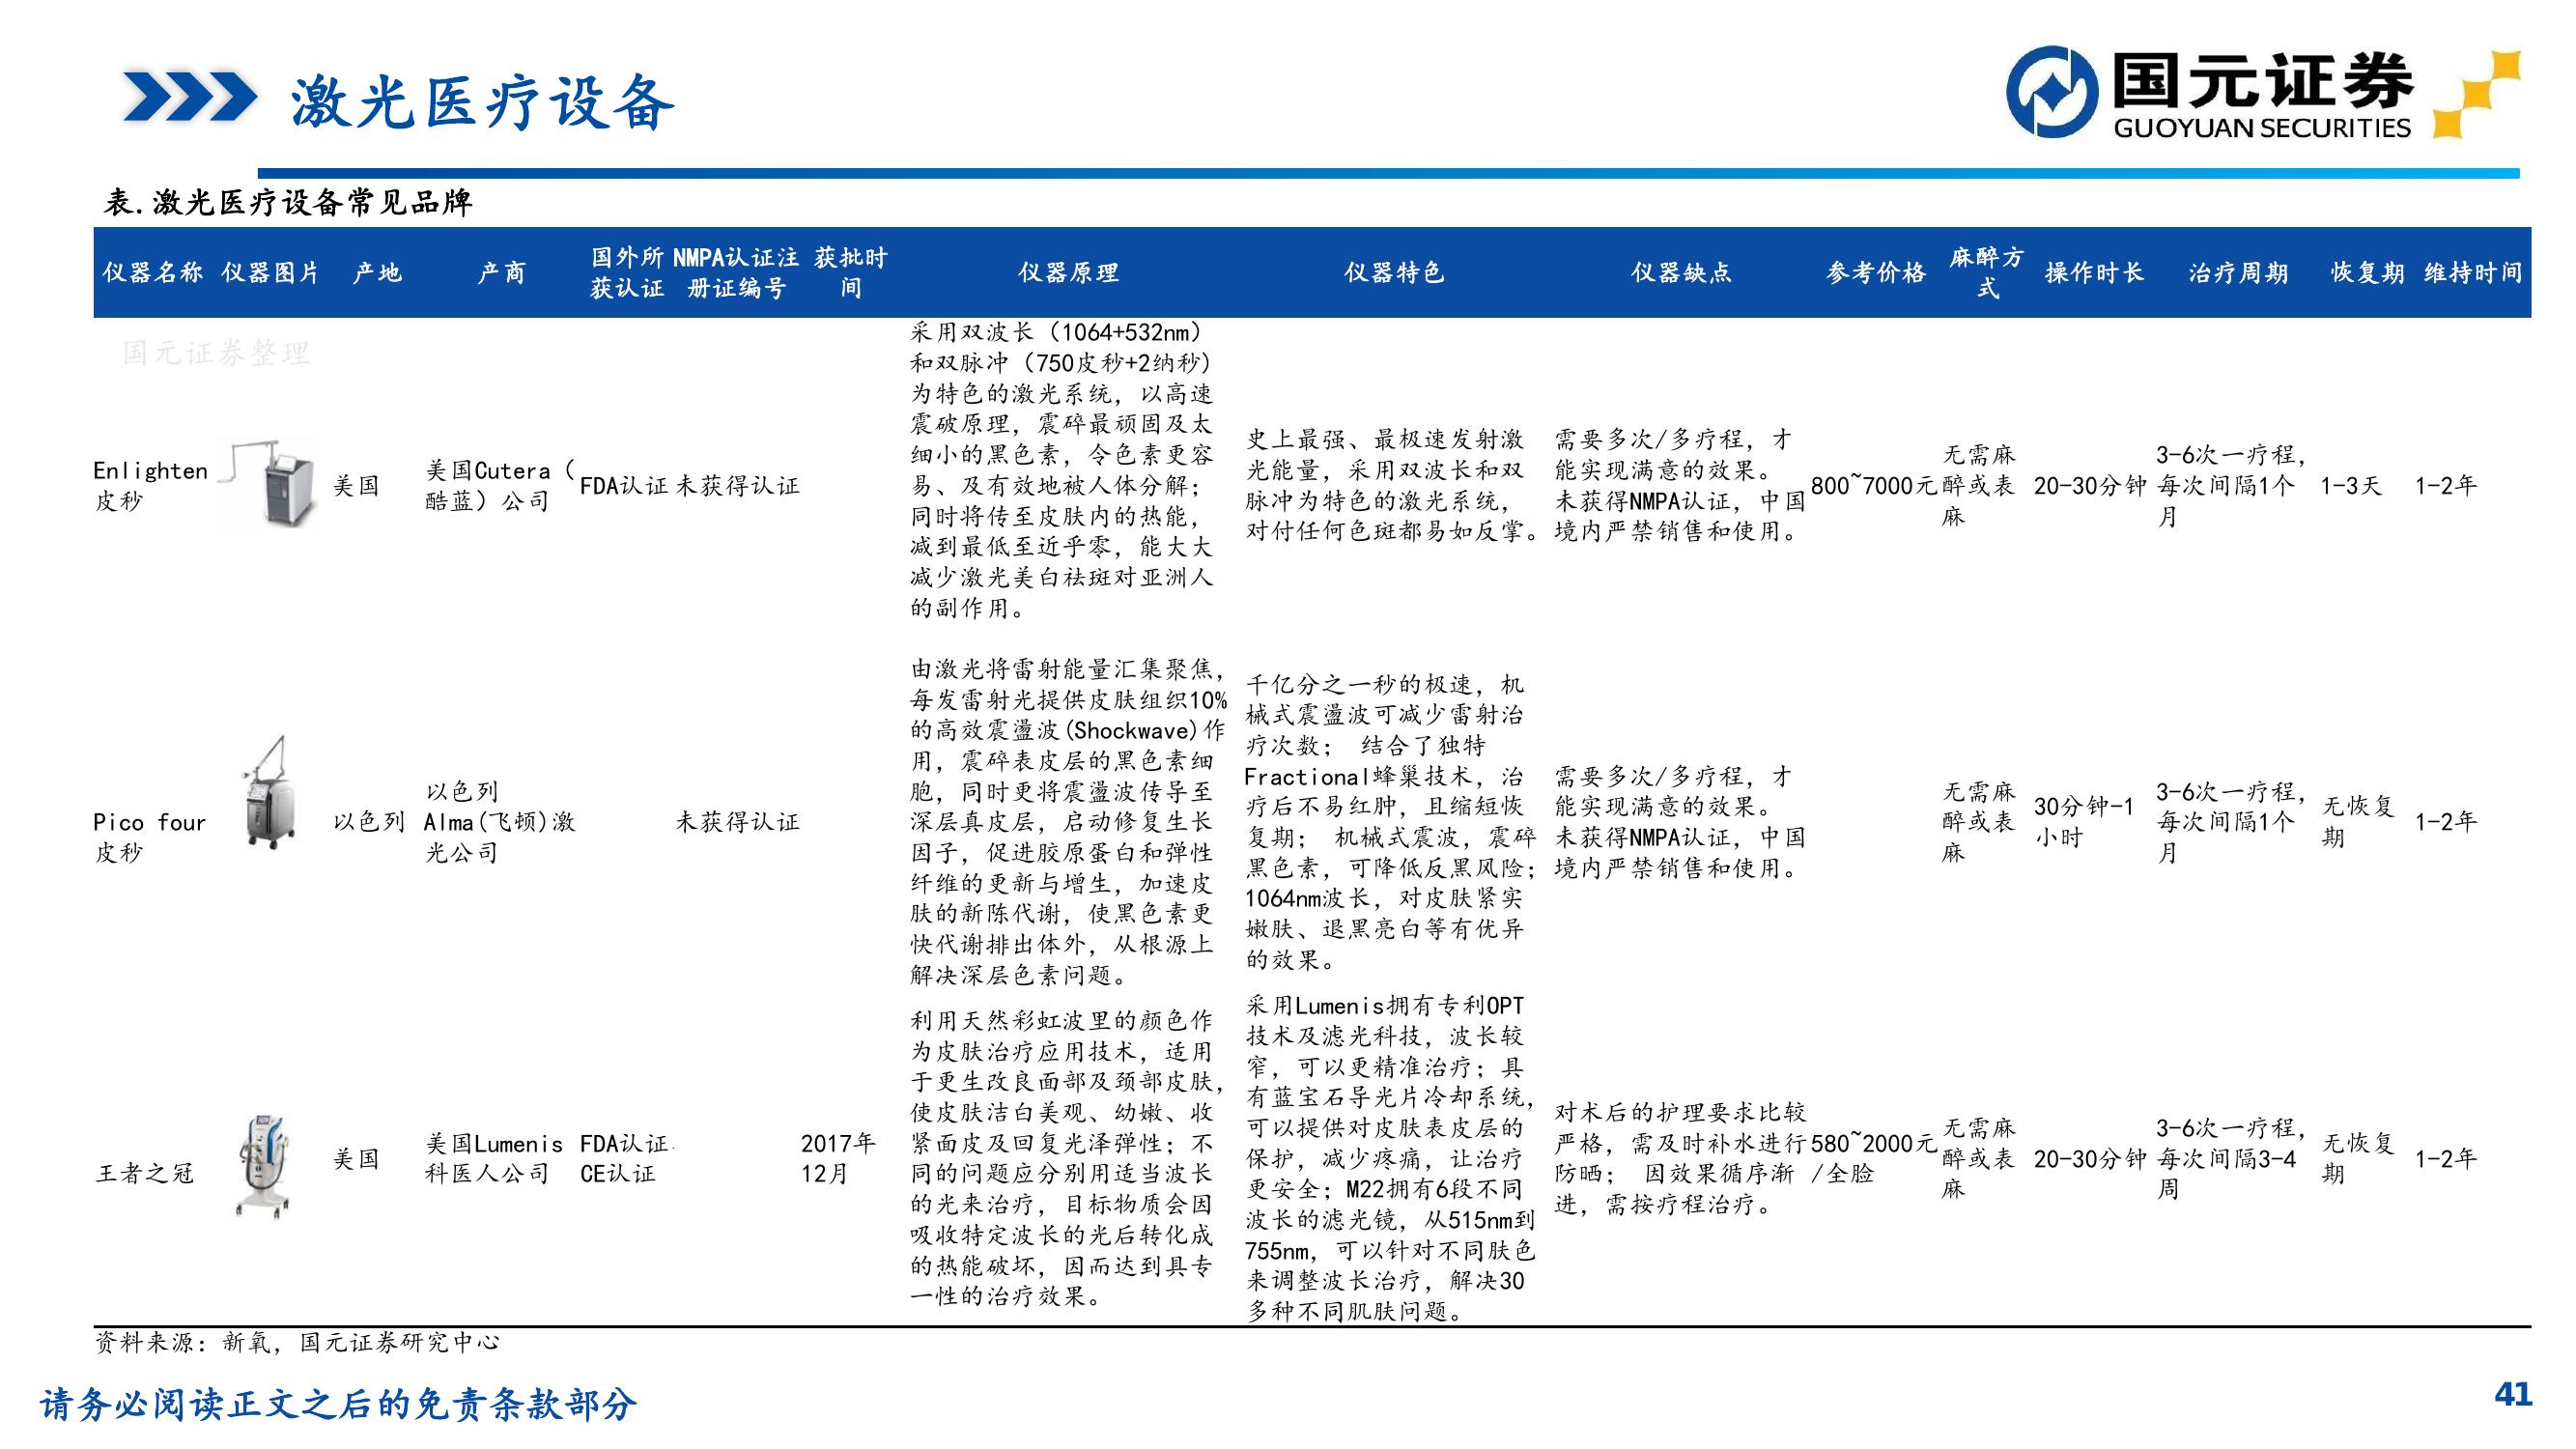 激光医疗设备
国元证券
GUOYUAN SECURITIES
表.激光医疗设备常见品牌
仪器名称 仪器图片 产地 产商 国外所获认证 NMPA认证注册证编号 获批时间 仪器原理 仪器特色 仪器缺点 参考价格 麻醉方式 操作时长 治疗周期 恢复期 维持时间
国元证券整理
Enlighten
皮秒
美国
美国Cutera（
酷蓝）公司
FDA认证
未获得认证
采用双波长（1064+532nm）
和双脉冲（750皮秒+2纳秒）
为特色的激光系统，以高速
震破原理，震碎最顽固及太
细小的黑色素，令色素更容
易、及有效地被人体分解；
同时将传至皮肤内的热能，
减到最低至近乎零，能大大
减少激光美白祛斑对亚洲人
的副作用。
史上最强、最极速发射激
光能量，采用双波长和双
脉冲为特色的激光系统，
对付任何色斑都易如反掌。
需要多次/多疗程，才
能实现满意的效果。
未获得NMPA认证，中国
境内严禁销售和使用。
800~7000元
无需麻
醉或表
麻
20-30分钟
3-6次一疗程，
每次间隔1个
月
1-3天
1-2年
Pico four
皮秒
以色列
以色列
Alma(飞顿)激
光公司
未获得认证
由激光将雷射能量汇集聚焦，
每发雷射光提供皮肤组织10%
的高效震盪波(Shockwave)作
用，震碎表皮层的黑色素细
胞，同时更将震盪波传导至
深层真皮层，启动修复生长
因子，促进胶原蛋白和弹性
纤维的更新与增生，加速皮
肤的新陈代谢，使黑色素更
快代谢排出体外，从根源上
解决深层色素问题。
千亿分之一秒的极速，机
械式震盪波可减少雷射治
疗次数； 结合了独特
Fractional蜂巢技术，治
疗后不易红肿，且缩短恢
复期； 机械式震波，震碎
黑色素，可降低反黑风险；
1064nm波长，对皮肤紧实
嫩肤、退黑亮白等有优异
的效果。
需要多次/多疗程，才
能实现满意的效果。
未获得NMPA认证，中国
境内严禁销售和使用。
无需麻
醉或表
麻
30分钟-1
小时
3-6次一疗程，
每次间隔1个
月
无恢复
期
1-2年
王者之冠
美国
美国Lumenis
科医人公司
FDA认证
CE认证
2017年
12月
利用天然彩虹波里的颜色作
为皮肤治疗应用技术，适用
于更生改良面部及颈部皮肤，
使皮肤洁白美观、幼嫩、收
紧面皮及回复光泽弹性；不
同的问题应分别用适当波长
的光来治疗，目标物质会因
吸收特定波长的光后转化成
的热能破坏，因而达到具专
一性的治疗效果。
采用Lumenis拥有专利OPT
技术及滤光科技，波长较
窄，可以更精准治疗；具
有蓝宝石导光片冷却系统，
可以提供对皮肤表皮层的
保护，减少疼痛，让治疗
更安全；M22拥有6段不同
波长的滤光镜，从515nm到
755nm，可以针对不同肤色
来调整波长治疗，解决30
多种不同肌肤问题。
对术后的护理要求比较
严格，需及时补水进行
防晒； 因效果循序渐
进，需按疗程治疗。
580~2000元
/全脸
无需麻
醉或表
麻
20-30分钟
3-6次一疗程，
每次间隔3-4
周
无恢复
期
1-2年
资料来源：新氧，国元证券研究中心
请务必阅读正文之后的免责条款部分
41